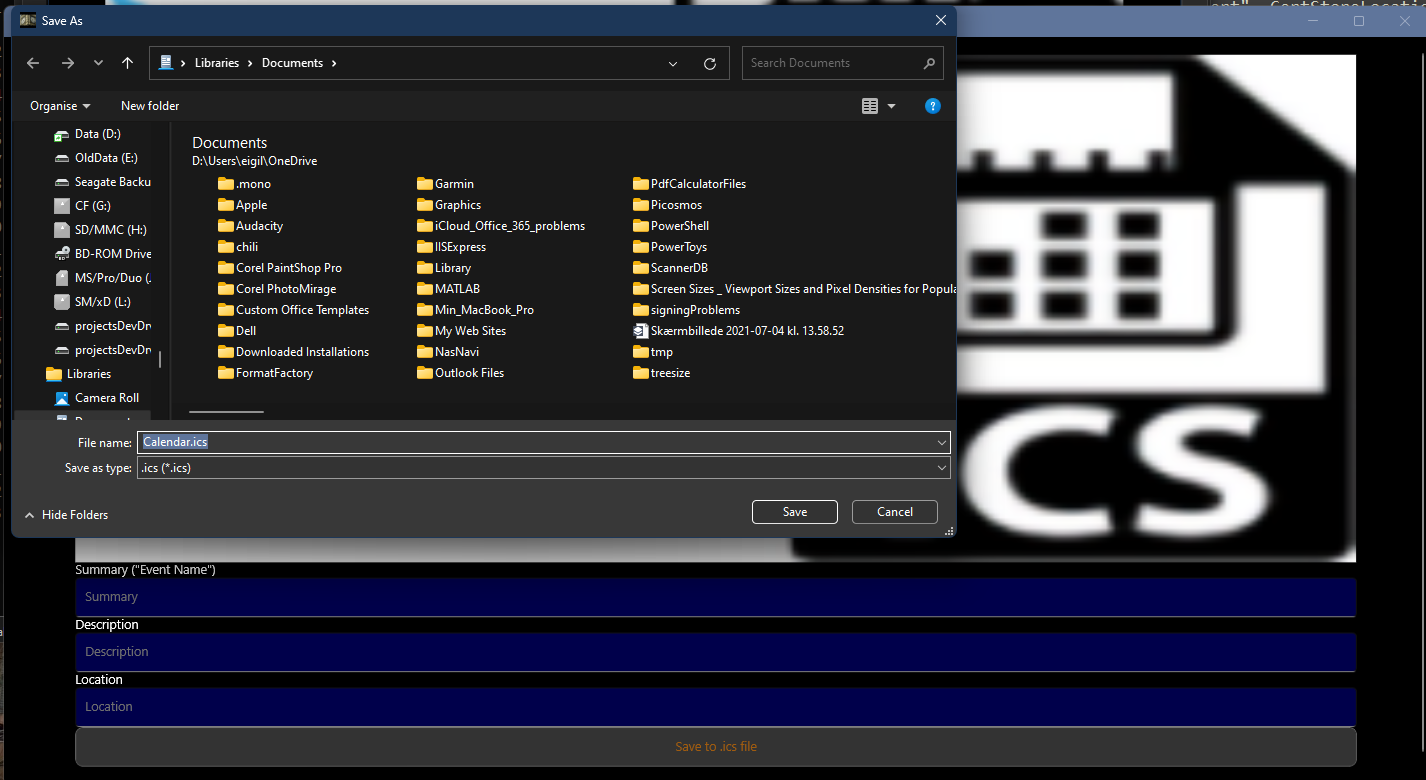 Save As
ent" -CertStoreLocatio
Libraries > Documents >
Search Documents
Organise
New folder
Data (D:)
OldData (E:)
Seagate Backu
CF (G:)
SD/MMC (H:)
BD-ROM Drive
MS/Pro/Duo (.
SM/xD (L:)
projectsDevDr
projectsDevDr
Libraries
Camera Roll
Documents
D:\Users\eigil\OneDrive
.mono
Apple
Audacity
chili
Corel PaintShop Pro
Corel PhotoMirage
Custom Office Templates
Dell
Downloaded Installations
FormatFactory
Garmin
Graphics
iCloud_Office_365_problems
IISExpress
Library
MATLAB
Min_MacBook_Pro
My Web Sites
NasNavi
Outlook Files
PdfCalculatorFiles
Picosmos
PowerShell
PowerToys
ScannerDB
Screen Sizes _ Viewport Sizes and Pixel Densities for Popula
signingProblems
Skærmbillede 2021-07-04 kl. 13.58.52
tmp
treesize
File name: Calendar.ics
Save as type: .ics (*.ics)
Hide Folders
Save
Cancel
CS
Summary ("Event Name")
Summary
Description
Description
Location
Location
Save to .ics file